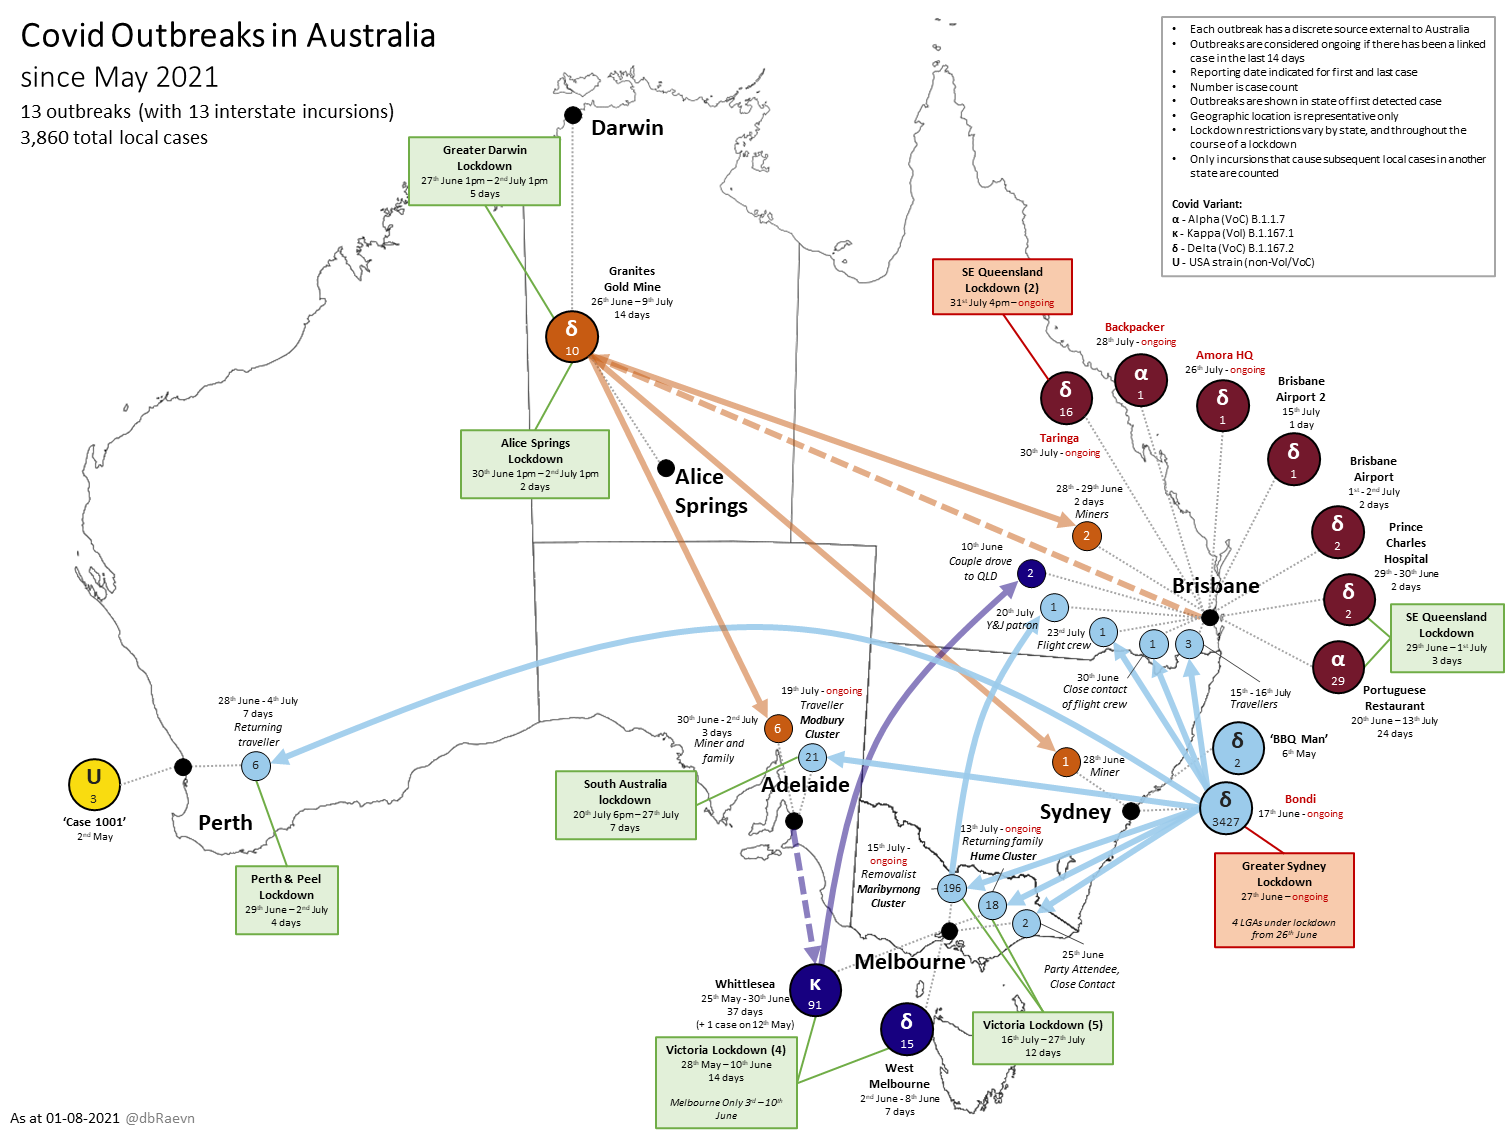 Covid Outbreaks in Australia
since May 2021
13 outbreaks (with 13 interstate incursions)
3,860 total local cases
• Each outbreak has a discrete source external to Australia
• Outbreaks are considered ongoing if there has been a linked
case in the last 14 days
• Reporting date indicated for first and last case
• Number is case count
• Outbreaks are shown in state of first detected case
• Geographic location is representative only
• Lockdown restrictions vary by state, and throughout the
course of a lockdown
• Only incursions that cause subsequent local cases in another
state are counted
Covid Variant:
α - Alpha (VoC) B.1.1.7
κ - Kappa (VoI) B.1.167.1
δ - Delta (VoC) B.1.167.2
U - USA strain (non-VoI/VoC)
Darwin
Greater Darwin
Lockdown
27th June 1pm – 2nd July 1pm
5 days
Granites
Gold Mine
26th June – 9th July
14 days
δ
10
Alice Springs
Lockdown
30th June 1pm – 2nd July 1pm
2 days
Alice
Springs
SE Queensland
Lockdown (2)
31st July 4pm – ongoing
δ
16
Taringa
30th July - ongoing
Backpacker
28th July - ongoing
α
1
Amora HQ
26th July - ongoing
δ
1
Brisbane
Airport 2
15th July
1 day
δ
1
Brisbane
Airport
1st - 2nd July
2 days
δ
2
Prince
Charles
Hospital
29th - 30th June
2 days
δ
2
SE Queensland
Lockdown
29th June – 1st July
3 days
α
29
Portuguese
Restaurant
20th June – 13th July
24 days
28th - 29th June
2 days
Miners
2
10th June
Couple drove
to QLD
2
Brisbane
20th July
Y&J patron
1
23rd July
Flight crew
1
30th June
Close contact
of flight crew
1
3
15th - 16th July
Travellers
δ
2
'BBQ Man'
6th May
δ
3427
Bondi
17th June - ongoing
Greater Sydney
Lockdown
27th June – ongoing
4 LGAs under lockdown
from 26th June
Sydney
1
28th June
Miner
28th June - 4th July
7 days
Returning
traveller
6
U
3
'Case 1001'
2nd May
Perth
Perth & Peel
Lockdown
29th June – 2nd July
4 days
30th June - 2nd July
3 days
Miner and
family
6
19th July - ongoing
Traveller
Modbury
Cluster
21
Adelaide
South Australia
lockdown
20th July 6pm – 27th July
7 days
15th July -
ongoing
Removalist
Maribyrnong
Cluster
196
13th July - ongoing
Returning family
Hume Cluster
18
2
25th June
Party Attendee,
Close Contact
Melbourne
Whittlesea
25th May - 30th June
37 days
(+ 1 case on 12th May)
κ
91
δ
15
West
Melbourne
2nd June - 8th June
7 days
Victoria Lockdown (4)
28th May – 10th June
14 days
Melbourne Only 3rd – 10th
June
Victoria Lockdown (5)
16th July – 27th July
12 days
As at 01-08-2021 @dbRaevn